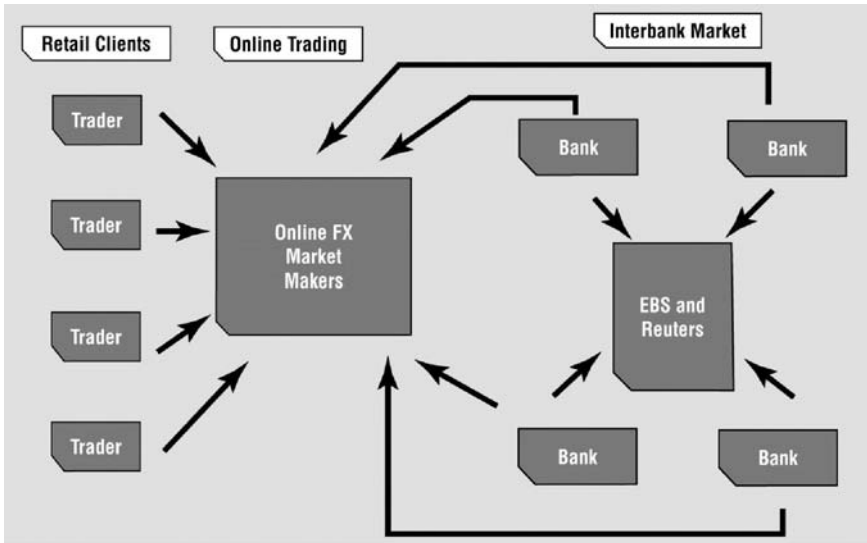 Retail Clients
Online Trading
Interbank Market
Trader
Trader
Trader
Trader
Online FX
Market
Makers
Bank
Bank
EBS and
Reuters
Bank
Bank